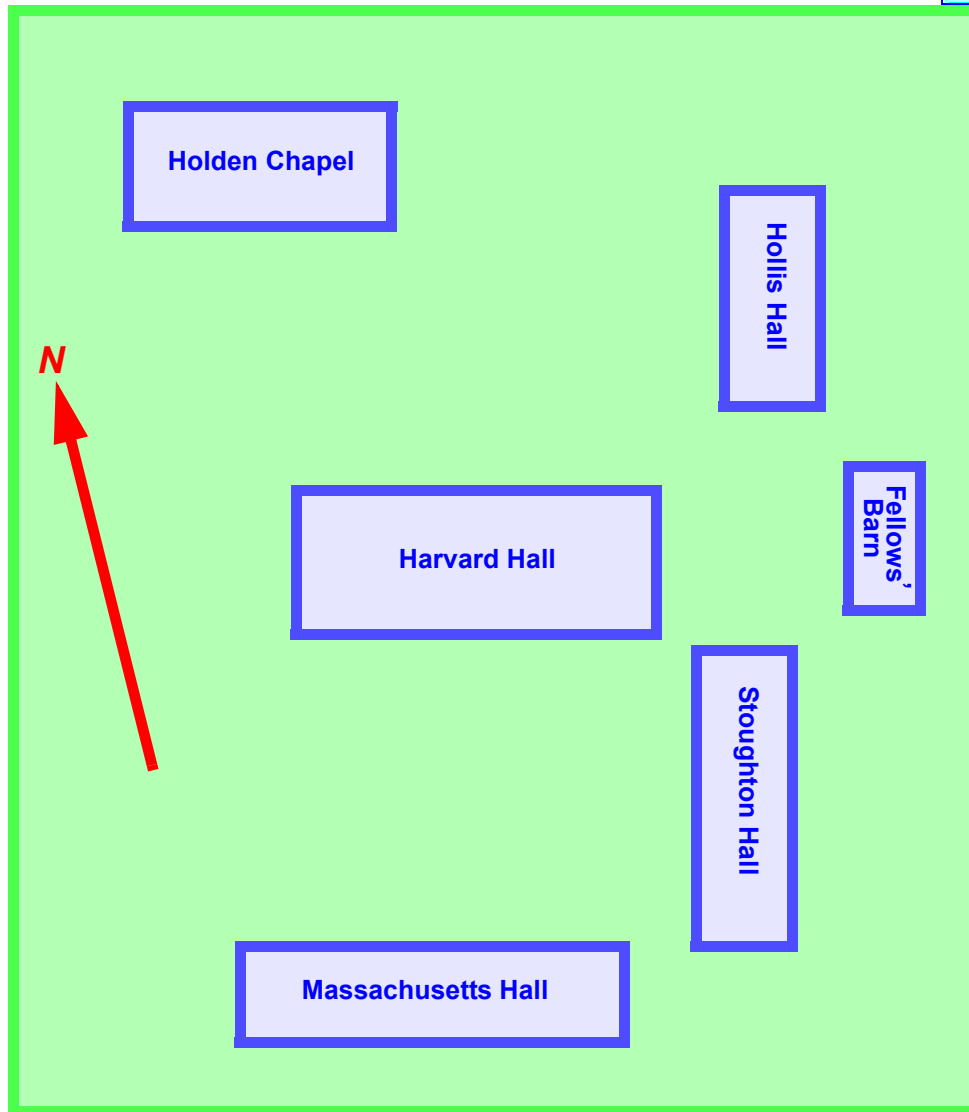 Holden Chapel
Hollis Hall
N
Fellows'
Barn
Harvard Hall
Stoughton Hall
Massachusetts Hall